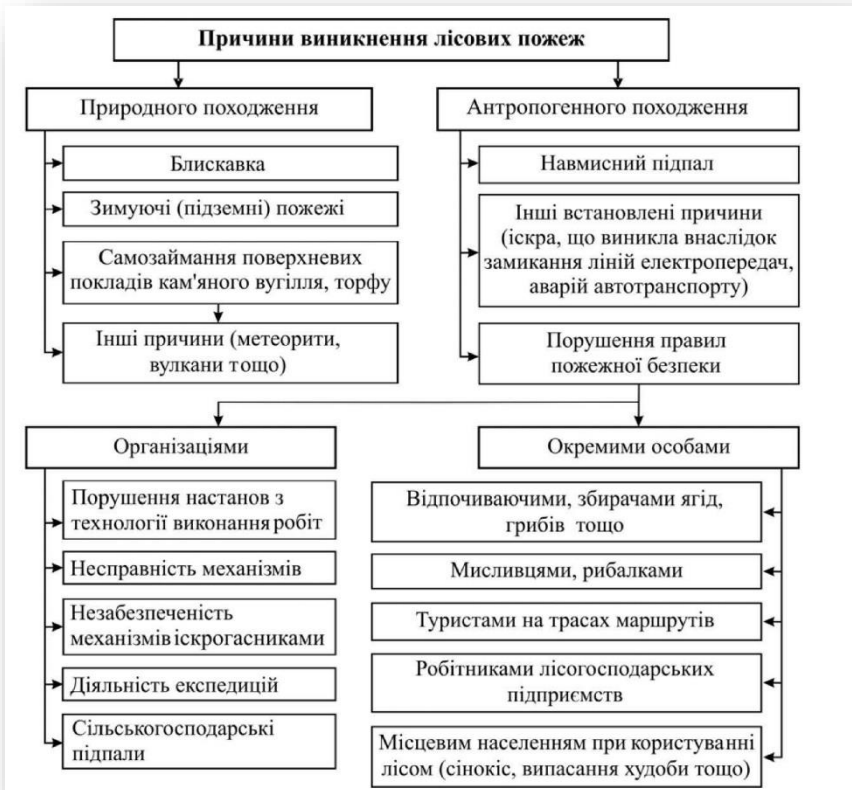 Причини виникнення лісових пожеж
Природного походження
Блискавка
Зимуючі (підземні) пожежі
Самозаймання поверхневих
покладів кам'яного вугілля, торфу
Інші причини (метеорити,
вулкани тощо)
Антропогенного походження
Навмисний підпал
Інші встановлені причини
(іскра, що виникла внаслідок
замикання ліній електропередач,
аварій автотранспорту)
Порушення правил
пожежної безпеки
Організаціями
Порушення настанов з
технології виконання робіт
Несправність механізмів
Незабезпеченість
механізмів іскрогасниками
Діяльність експедицій
Сільськогосподарські
підпали
Окремими особами
Відпочиваючими, збирачами ягід,
грибів тощо
Мисливцями, рибалками
Туристами на трасах маршрутів
Робітниками лісогосподарських
підприємств
Місцевим населенням при користуванні
лісом (сінокіс, випасання худоби тощо)